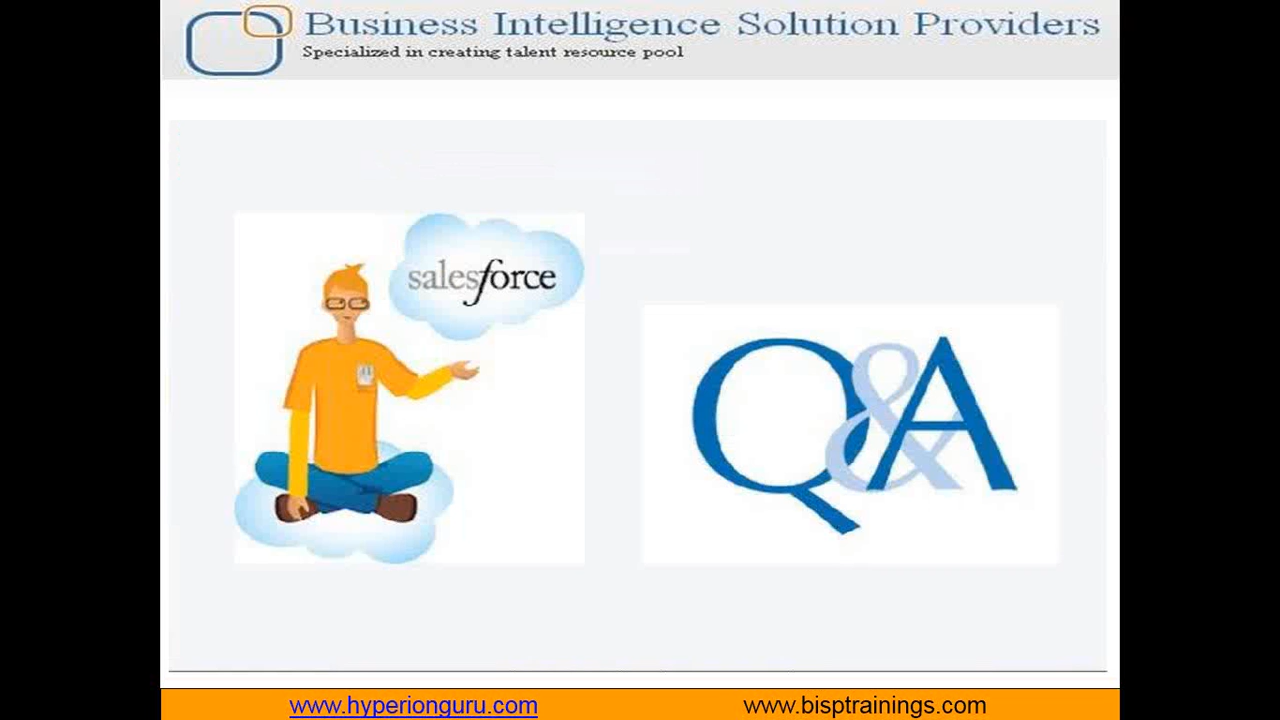 Business Intelligence Solution Providers
Specialized in creating talent resource pool
salesforce
Q&A
www.hyperionguru.com
www.bisptrainings.com